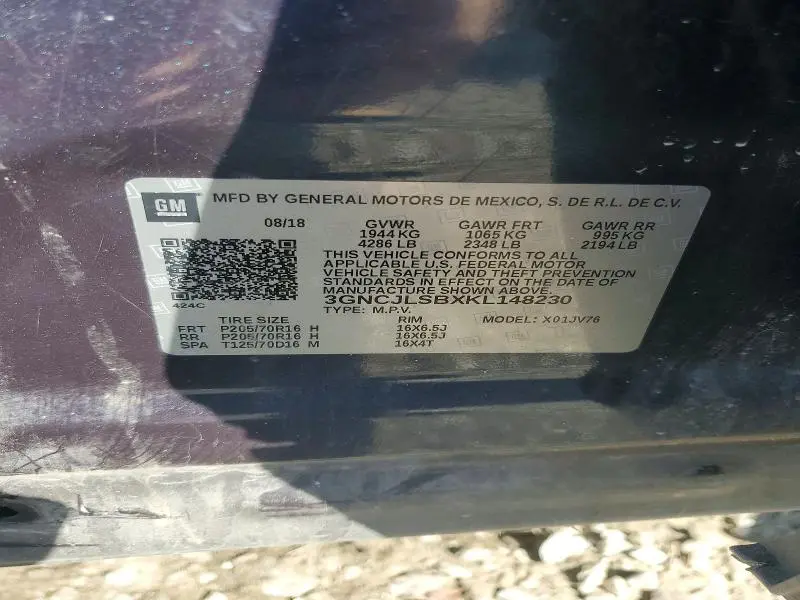 GM MFD BY GENERAL MOTORS DE MEXICO, S. DE R.L. DE C.V.
08/18 GVWR GAWR FRT GAWR RR
1944 KG 1065 KG 995 KG
4286 LB 2348 LB 2194 LB
THIS VEHICLE CONFORMS TO ALL
APPLICABLE U.S. FEDERAL MOTOR
VEHICLE SAFETY AND THEFT PREVENTION
STANDARDS IN EFFECT ON THE DATE OF
MANUFACTURE SHOWN ABOVE.
424C 3GNCJLSBXKL148230
TYPE: M.P.V.
TIRE SIZE RIM MODEL: X01JV76
FRT P205/70R16 H 16X6.5J
RR P205/70R16 H 16X6.5J
SPA T125/70D16 M 16X4T